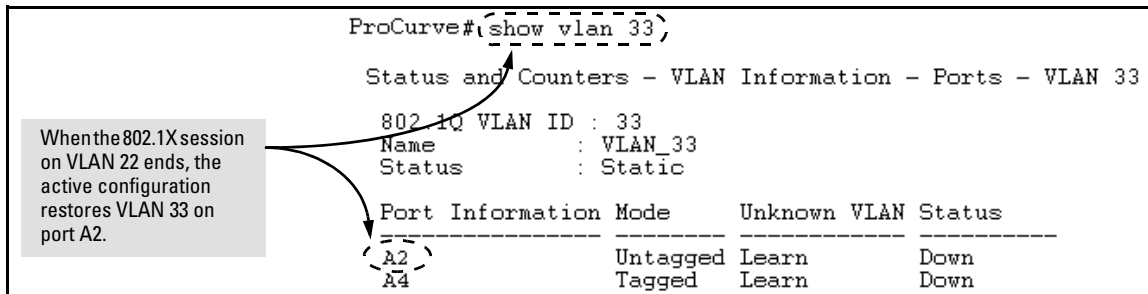 ProCurve# show vlan 33
Status and Counters - VLAN Information - Ports - VLAN 33
802.1Q VLAN ID : 33
Name : VLAN_33
Status : Static
Port Information Mode Unknown VLAN Status
---------------- -------- ------------ ----------
A2 Untagged Learn Down
A4 Tagged Learn Down
When the 802.1X session
on VLAN 22 ends, the
active configuration
restores VLAN 33 on
port A2.